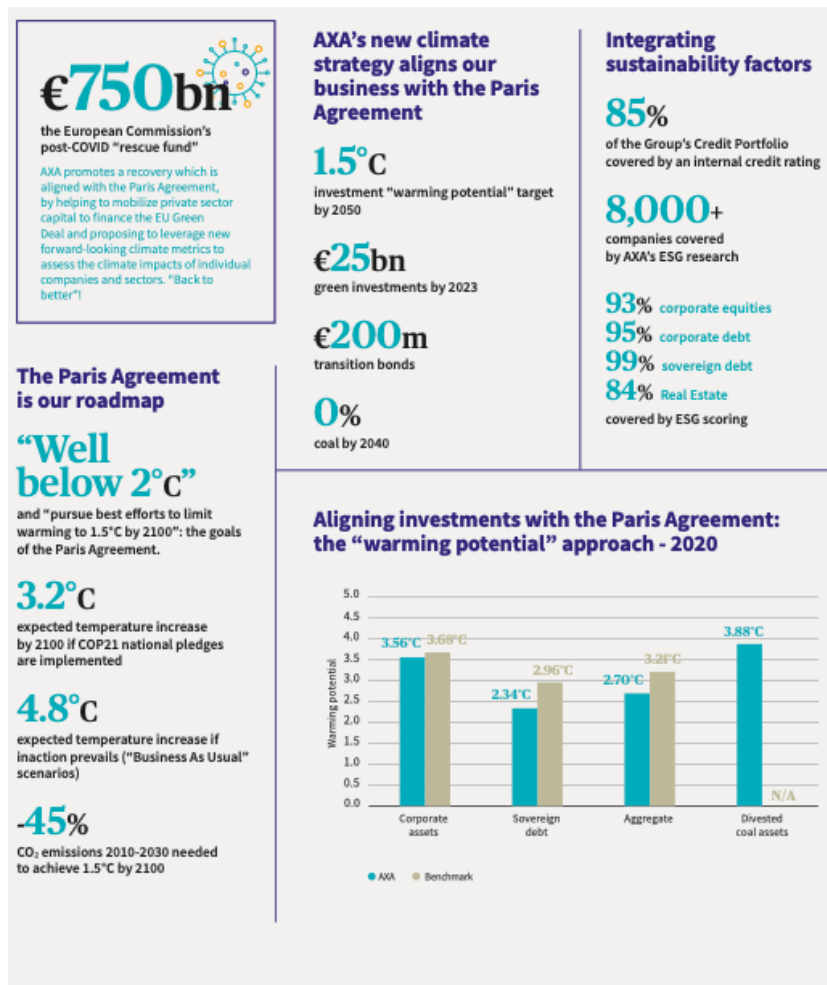 €750bn
the European Commission's
post-COVID "rescue fund"
AXA promotes a recovery which is
aligned with the Paris Agreement,
by helping to mobilize private sector
capital to finance the EU Green
Deal and proposing to leverage new
forward-looking climate metrics to
assess the climate impacts of individual
companies and sectors. "Back to
better"!
The Paris Agreement
is our roadmap
“Well
below 2°C”
and “pursue best efforts to limit
warming to 1.5°C by 2100”: the goals
of the Paris Agreement.
3.2°C
expected temperature increase
by 2100 if COP21 national pledges
are implemented
4.8°C
expected temperature increase if
inaction prevails (“Business As Usual”
scenarios)
-45%
CO₂ emissions 2010-2030 needed
to achieve 1.5°C by 2100
AXA’s new climate
strategy aligns our
business with the Paris
Agreement
1.5°C
investment “warming potential” target
by 2050
€25bn
green investments by 2023
€200m
transition bonds
0%
coal by 2040
Integrating
sustainability factors
85%
of the Group’s Credit Portfolio
covered by an internal credit rating
8,000+
companies covered
by AXA’s ESG research
93% corporate equities
95% corporate debt
99% sovereign debt
84% Real Estate
covered by ESG scoring
Aligning investments with the Paris Agreement:
the “warming potential” approach - 2020
Warming potential
5.0
4.5
4.0
3.5
3.0
2.5
2.0
1.5
1.0
0.5
0.0
3.56°C 3.68°C
2.34°C 2.96°C
2.70°C 3.21°C
3.88°C N/A
Corporate
assets
Sovereign
debt
Aggregate
Divested
coal assets
AXA Benchmark